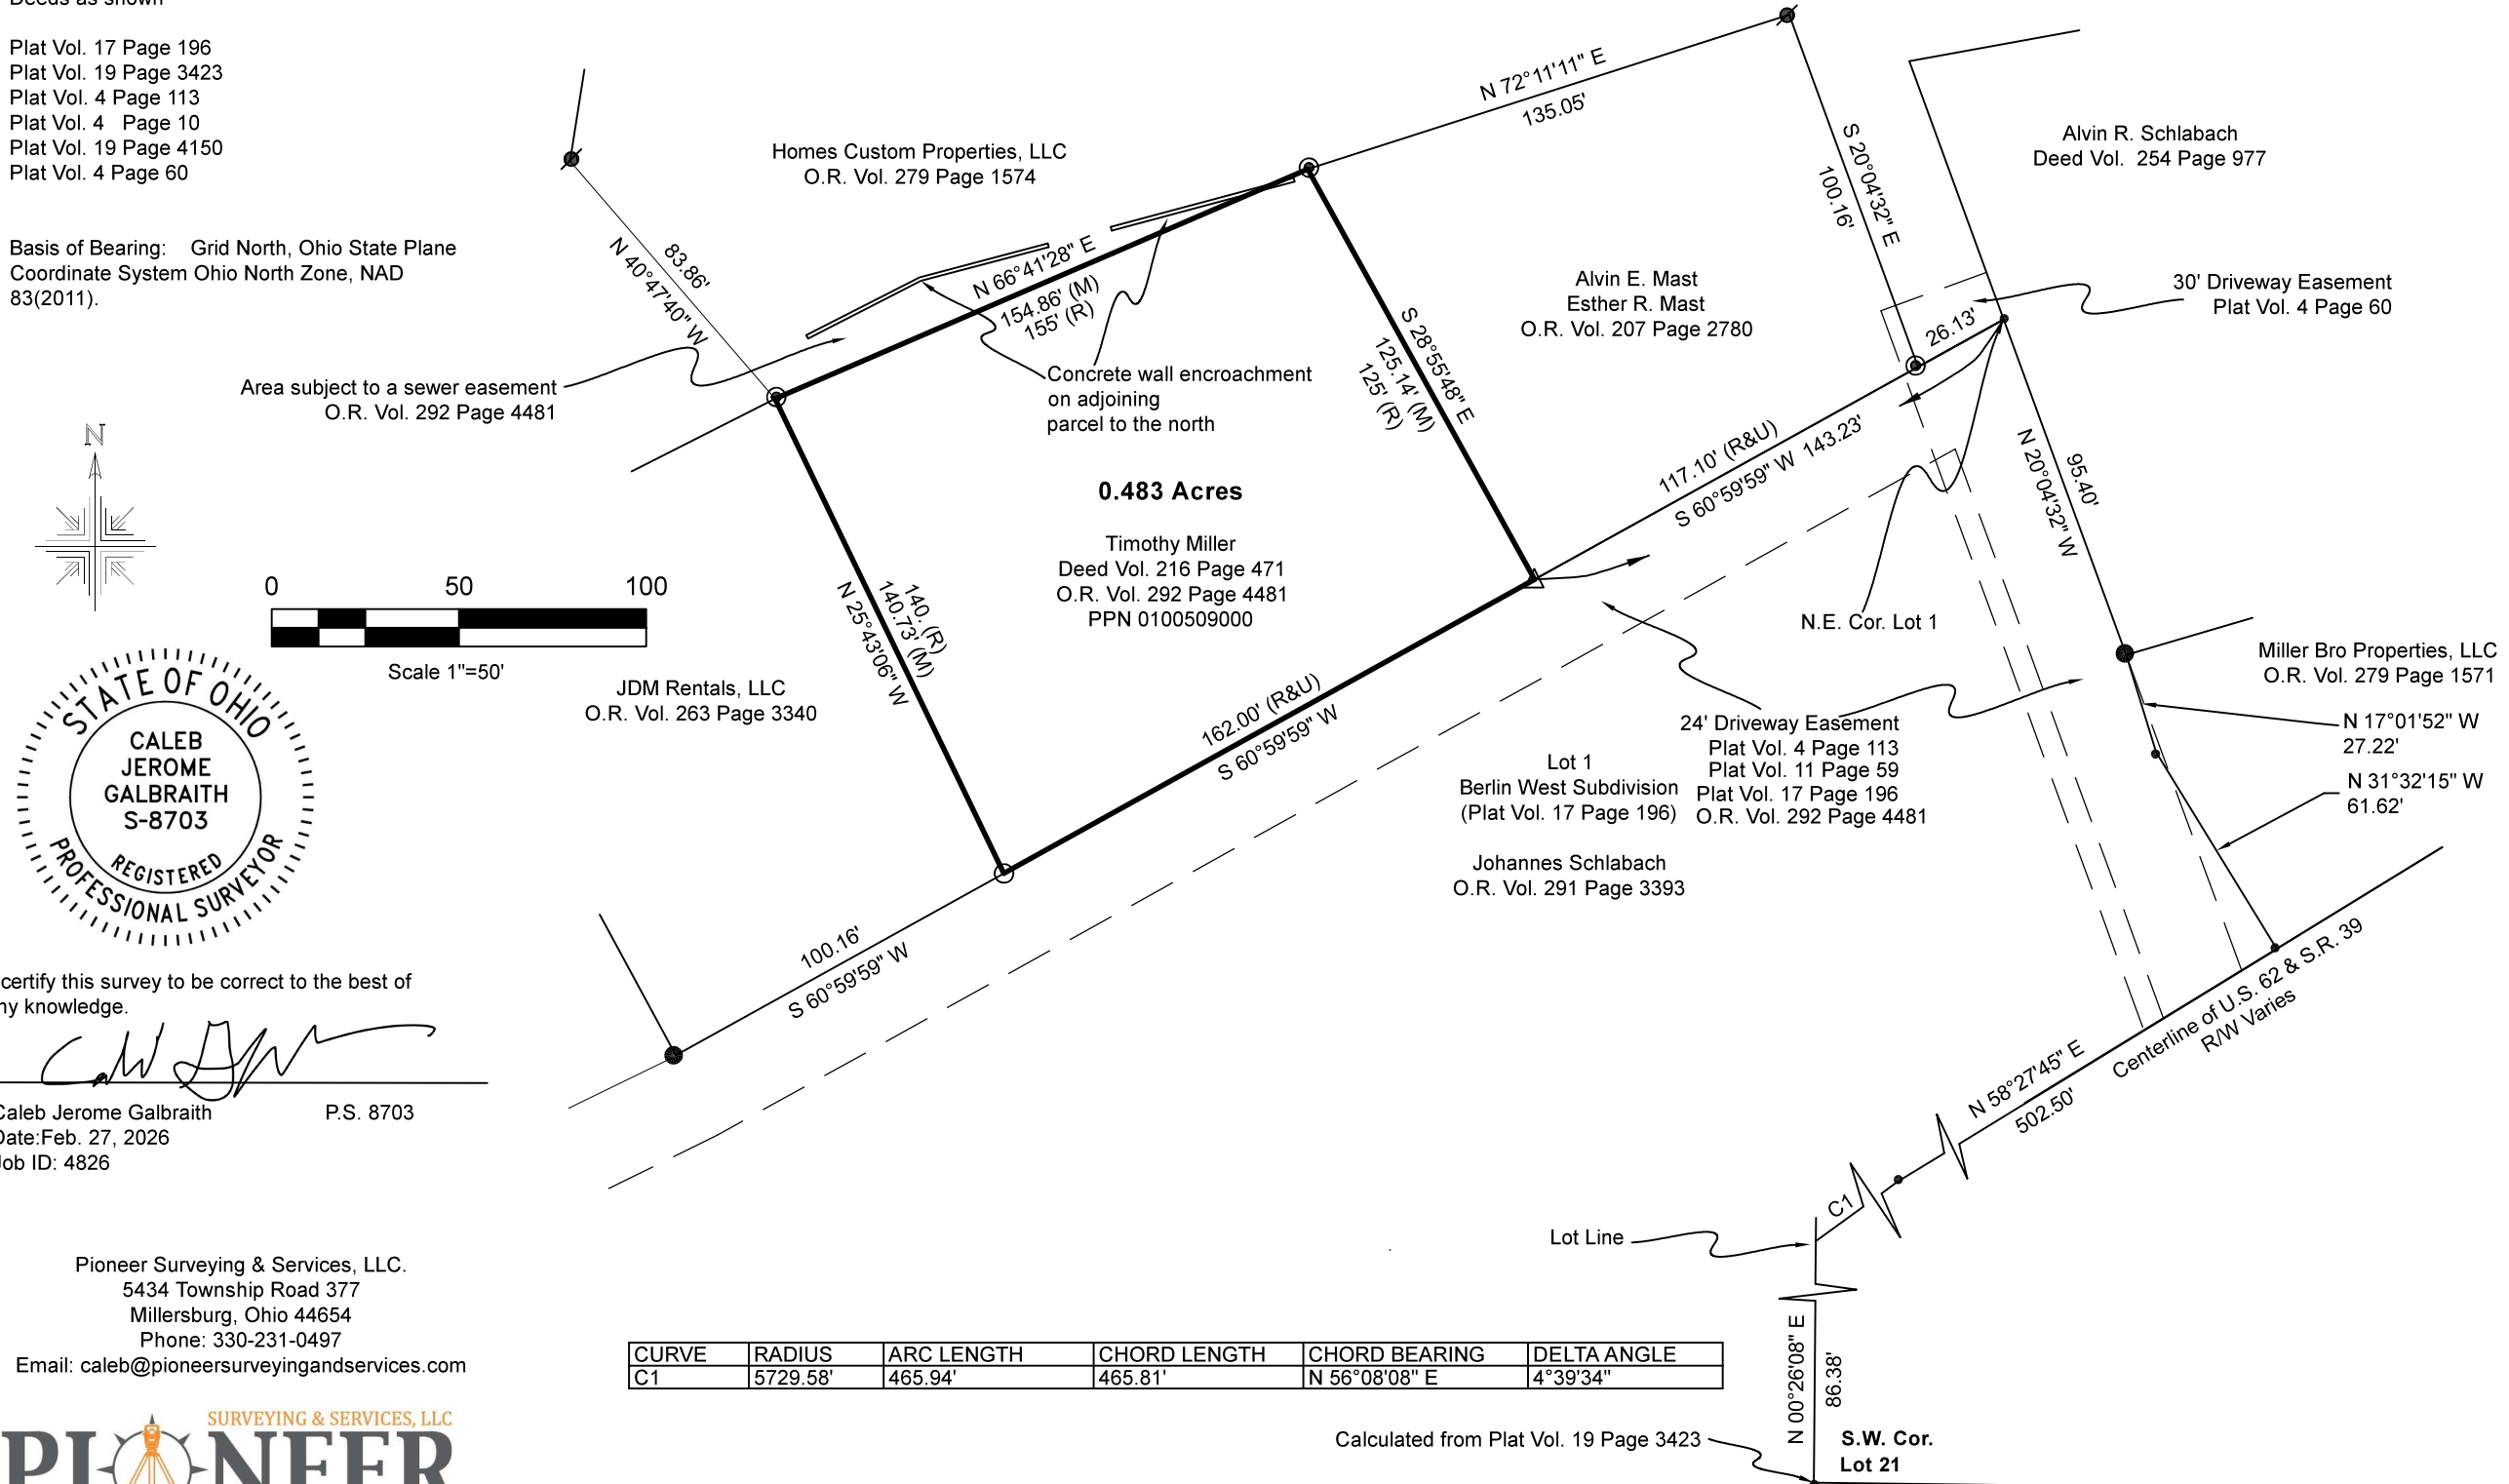 Deeds as shown
Plat Vol. 17 Page 196
Plat Vol. 19 Page 3423
Plat Vol. 4 Page 113
Plat Vol. 4 Page 10
Plat Vol. 19 Page 4150
Plat Vol. 4 Page 60
Basis of Bearing: Grid North, Ohio State Plane
Coordinate System Ohio North Zone, NAD
83(2011).
Homes Custom Properties, LLC
O.R. Vol. 279 Page 1574
N 72°11'11" E
135.05'
S 20°04'32" E
100.16'
Alvin R. Schlabach
Deed Vol. 254 Page 977
83.86'
N 40°47'40" W
N 66°41'28" E
154.86' (M)
155' (R)
Alvin E. Mast
Esther R. Mast
O.R. Vol. 207 Page 2780
30' Driveway Easement
Plat Vol. 4 Page 60
26.13'
Area subject to a sewer easement
O.R. Vol. 292 Page 4481
Concrete wall encroachment
on adjoining
parcel to the north
S 28°55'48" E
125.14' (M)
125' (R)
117.10' (R&U)
S 60°59'59" W 143.23'
N 20°04'32" W
95.40'
N
0 50 100
Scale 1"=50'
0.483 Acres
Timothy Miller
Deed Vol. 216 Page 471
O.R. Vol. 292 Page 4481
PPN 0100509000
140. (R)
140.73' (M)
N 25°43'06" W
N.E. Cor. Lot 1
JDM Rentals, LLC
O.R. Vol. 263 Page 3340
162.00' (R&U)
S 60°59'59" W
Miller Bro Properties, LLC
O.R. Vol. 279 Page 1571
24' Driveway Easement
Plat Vol. 4 Page 113
Plat Vol. 11 Page 59
Plat Vol. 17 Page 196
O.R. Vol. 292 Page 4481
N 17°01'52" W
27.22'
N 31°32'15" W
61.62'
Lot 1
Berlin West Subdivision
(Plat Vol. 17 Page 196)
Johannes Schlabach
O.R. Vol. 291 Page 3393
STATE OF OHIO
CALEB
JEROME
GALBRAITH
S-8703
REGISTERED
PROFESSIONAL SURVEYOR
100.16'
S 60°59'59" W
certify this survey to be correct to the best of
my knowledge.
Caleb Jerome Galbraith P.S. 8703
Date:Feb. 27, 2026
Job ID: 4826
Centerline of U.S. 62 & S.R. 39
R/W Varies
N 58°27'45" E
502.50'
C1
Lot Line
Pioneer Surveying & Services, LLC.
5434 Township Road 377
Millersburg, Ohio 44654
Phone: 330-231-0497
Email: caleb@pioneersurveyingandservices.com
CURVE RADIUS ARC LENGTH CHORD LENGTH CHORD BEARING DELTA ANGLE
C1 5729.58' 465.94' 465.81' N 56°08'08" E 4°39'34"
N 00°26'08" E
86.38'
Calculated from Plat Vol. 19 Page 3423
S.W. Cor.
Lot 21
SURVEYING & SERVICES, LLC
PIONEER